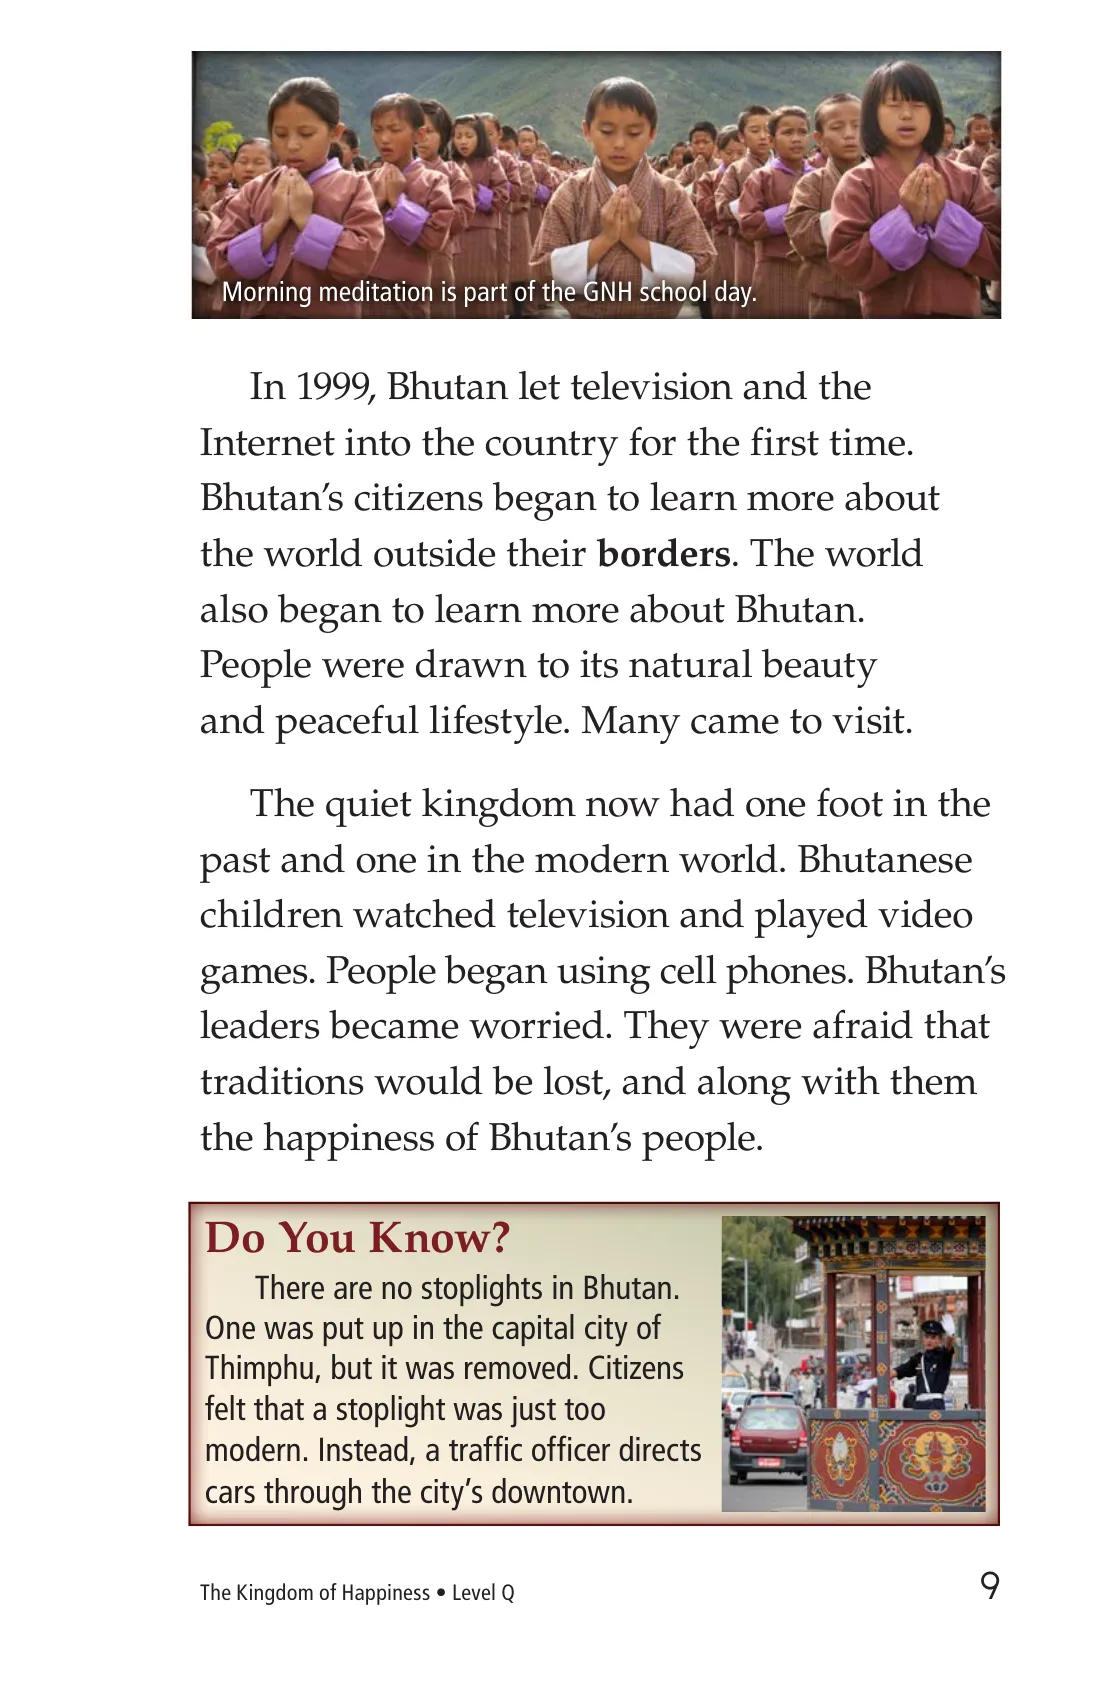 Morning meditation is part of the GNH school day.
In 1999, Bhutan let television and the
Internet into the country for the first time.
Bhutan’s citizens began to learn more about
the world outside their borders. The world
also began to learn more about Bhutan.
People were drawn to its natural beauty
and peaceful lifestyle. Many came to visit.
The quiet kingdom now had one foot in the
past and one in the modern world. Bhutanese
children watched television and played video
games. People began using cell phones. Bhutan’s
leaders became worried. They were afraid that
traditions would be lost, and along with them
the happiness of Bhutan’s people.
Do You Know?
There are no stoplights in Bhutan.
One was put up in the capital city of
Thimphu, but it was removed. Citizens
felt that a stoplight was just too
modern. Instead, a traffic officer directs
cars through the city’s downtown.
The Kingdom of Happiness • Level Q
9